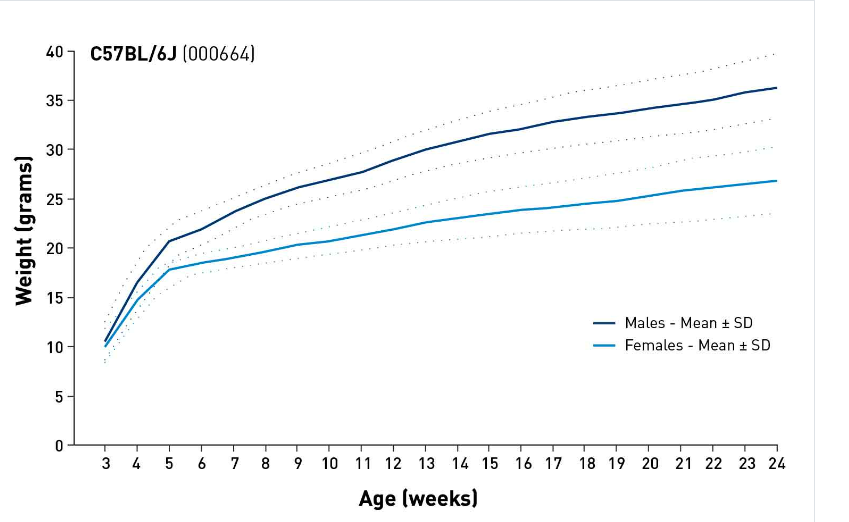 C57BL/6J (000664)
40
35
30
25
20
15
10
5
0
Weight (grams)
Males - Mean ± SD
Females - Mean ± SD
3 4 5 6 7 8 9 10 11 12 13 14 15 16 17 18 19 20 21 22 23 24
Age (weeks)